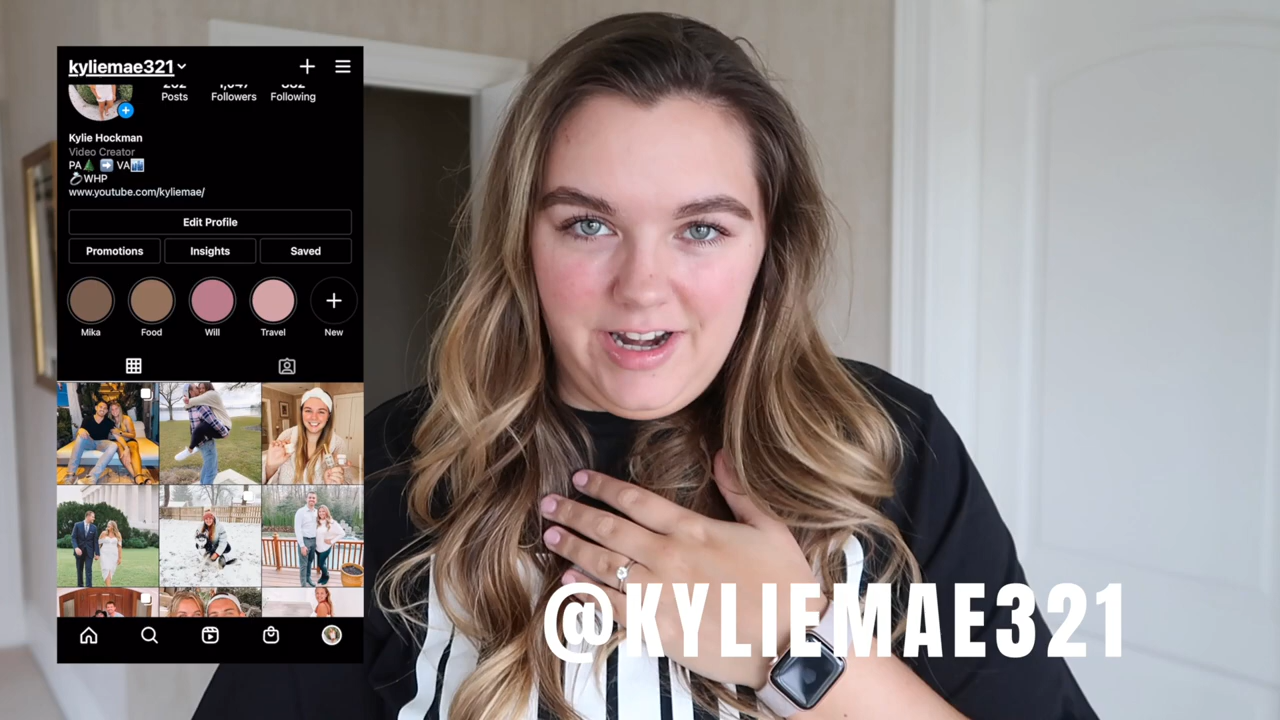 kyliemae321
Posts Followers Following
Kylie Hockman
Video Creator
PA🌲 ➡️ VA🏙️
💍WHP
www.youtube.com/kyliemae/
Edit Profile
Promotions Insights Saved
Mika Food Will Travel New
@KYLIEMAE321